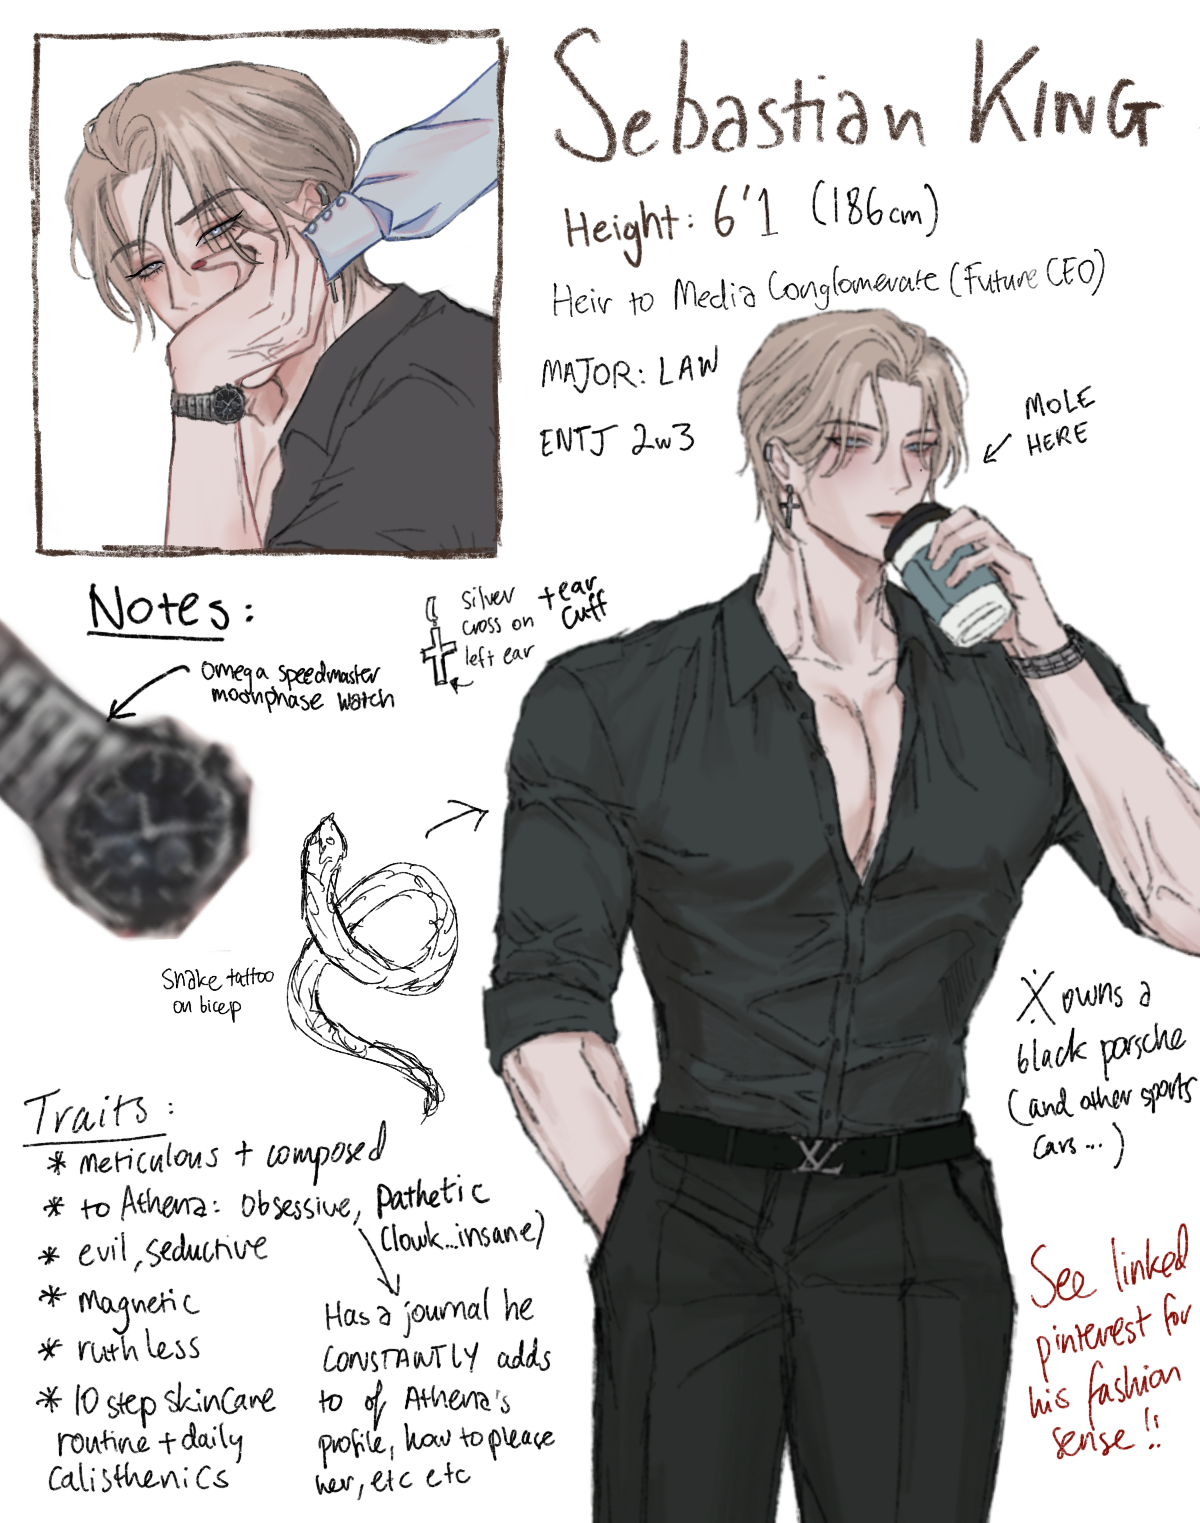 Sebastian KING
Height: 6'1 (186cm)
Heir to Media Conglomerate (Future CEO)
MAJOR: LAW
ENTJ 2w3
MOLE
HERE
Notes:
omega speedmaster
moonphase watch
silver
cross on
left ear
+ ear
cuff
Snake tattoo
on bicep
※ owns a
black porsche
(and other sports
cars...)
Traits:
* meticulous + composed
* to Athena: obsessive, pathetic
(lowk...insane)
* evil, seductive
* magnetic
* ruthless
* 10 step skincare
routine + daily
calisthenics
Has a journal he
CONSTANTLY adds
to of Athena's
profile, how to please
her, etc etc
See linked
pinterest for
his fashion
sense !!